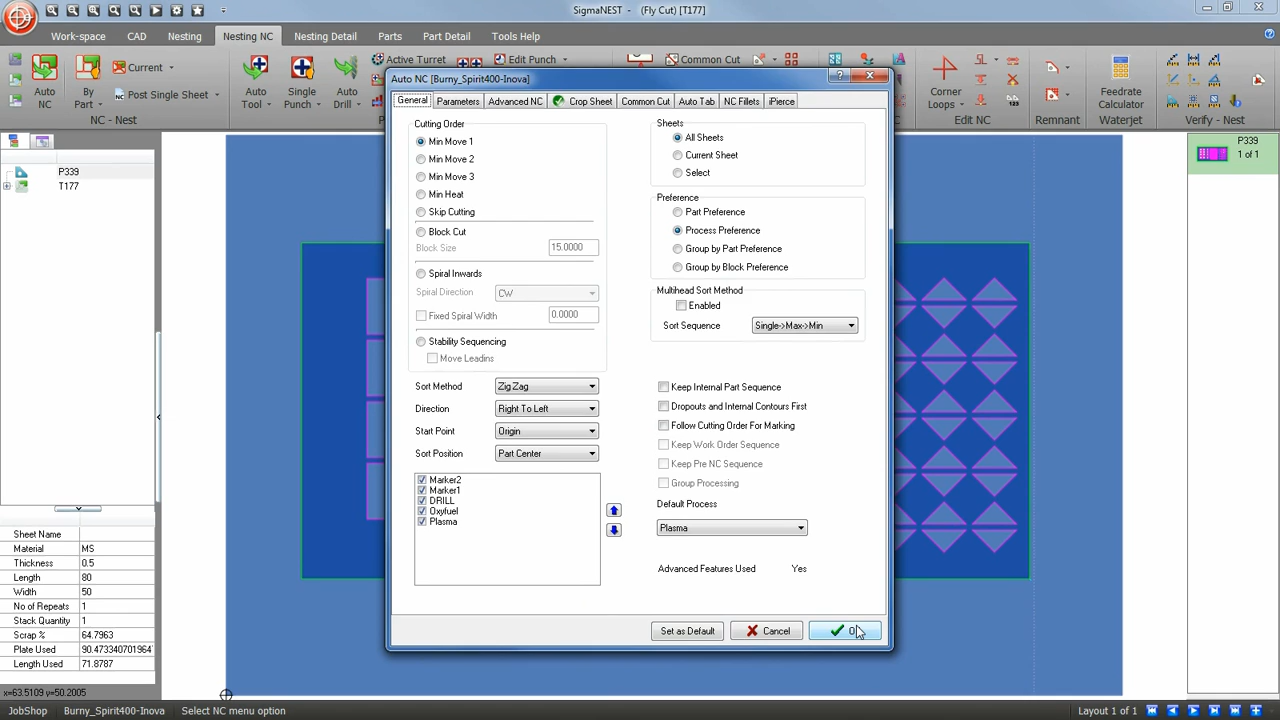 SigmaNEST - (Fly Cut) [T177]
Work-space CAD Nesting Nesting NC Nesting Detail Parts Part Detail Tools Help
Auto NC
By Part
Current
Post Single Sheet
NC - Nest
Auto Tool
Single Punch
Auto Drill
Active Turret
Edit Punch
Common Cut
Corner Loops
Edit NC
Remnant
Feedrate Calculator
Waterjet
Verify - Nest
Auto NC [Burny_Spirit400-Inova]
General Parameters Advanced NC Crop Sheet Common Cut Auto Tab NC Fillets iPierce
Cutting Order
Min Move 1
Min Move 2
Min Move 3
Min Heat
Skip Cutting
Block Cut
Block Size 15.0000
Spiral Inwards
Spiral Direction CW
Fixed Spiral Width 0.0000
Stability Sequencing
Move Leadins
Sort Method Zig Zag
Direction Right To Left
Start Point Origin
Sort Position Part Center
Marker2
Marker1
DRILL
Oxyfuel
Plasma
Sheets
All Sheets
Current Sheet
Select
Preference
Part Preference
Process Preference
Group by Part Preference
Group by Block Preference
Multihead Sort Method
Enabled
Sort Sequence Single->Max->Min
Keep Internal Part Sequence
Dropouts and Internal Contours First
Follow Cutting Order For Marking
Keep Work Order Sequence
Keep Pre NC Sequence
Group Processing
Default Process
Plasma
Advanced Features Used Yes
Set as Default Cancel
P339
T177
P339
1 of 1
Sheet Name
Material MS
Thickness 0.5
Length 80
Width 50
No of Repeats 1
Stack Quantity 1
Scrap % 64.7963
Plate Used 90.473340701964
Length Used 71.8787
x=63.5109 y=50.2005
JobShop Burny_Spirit400-Inova Select NC menu option Layout 1 of 1